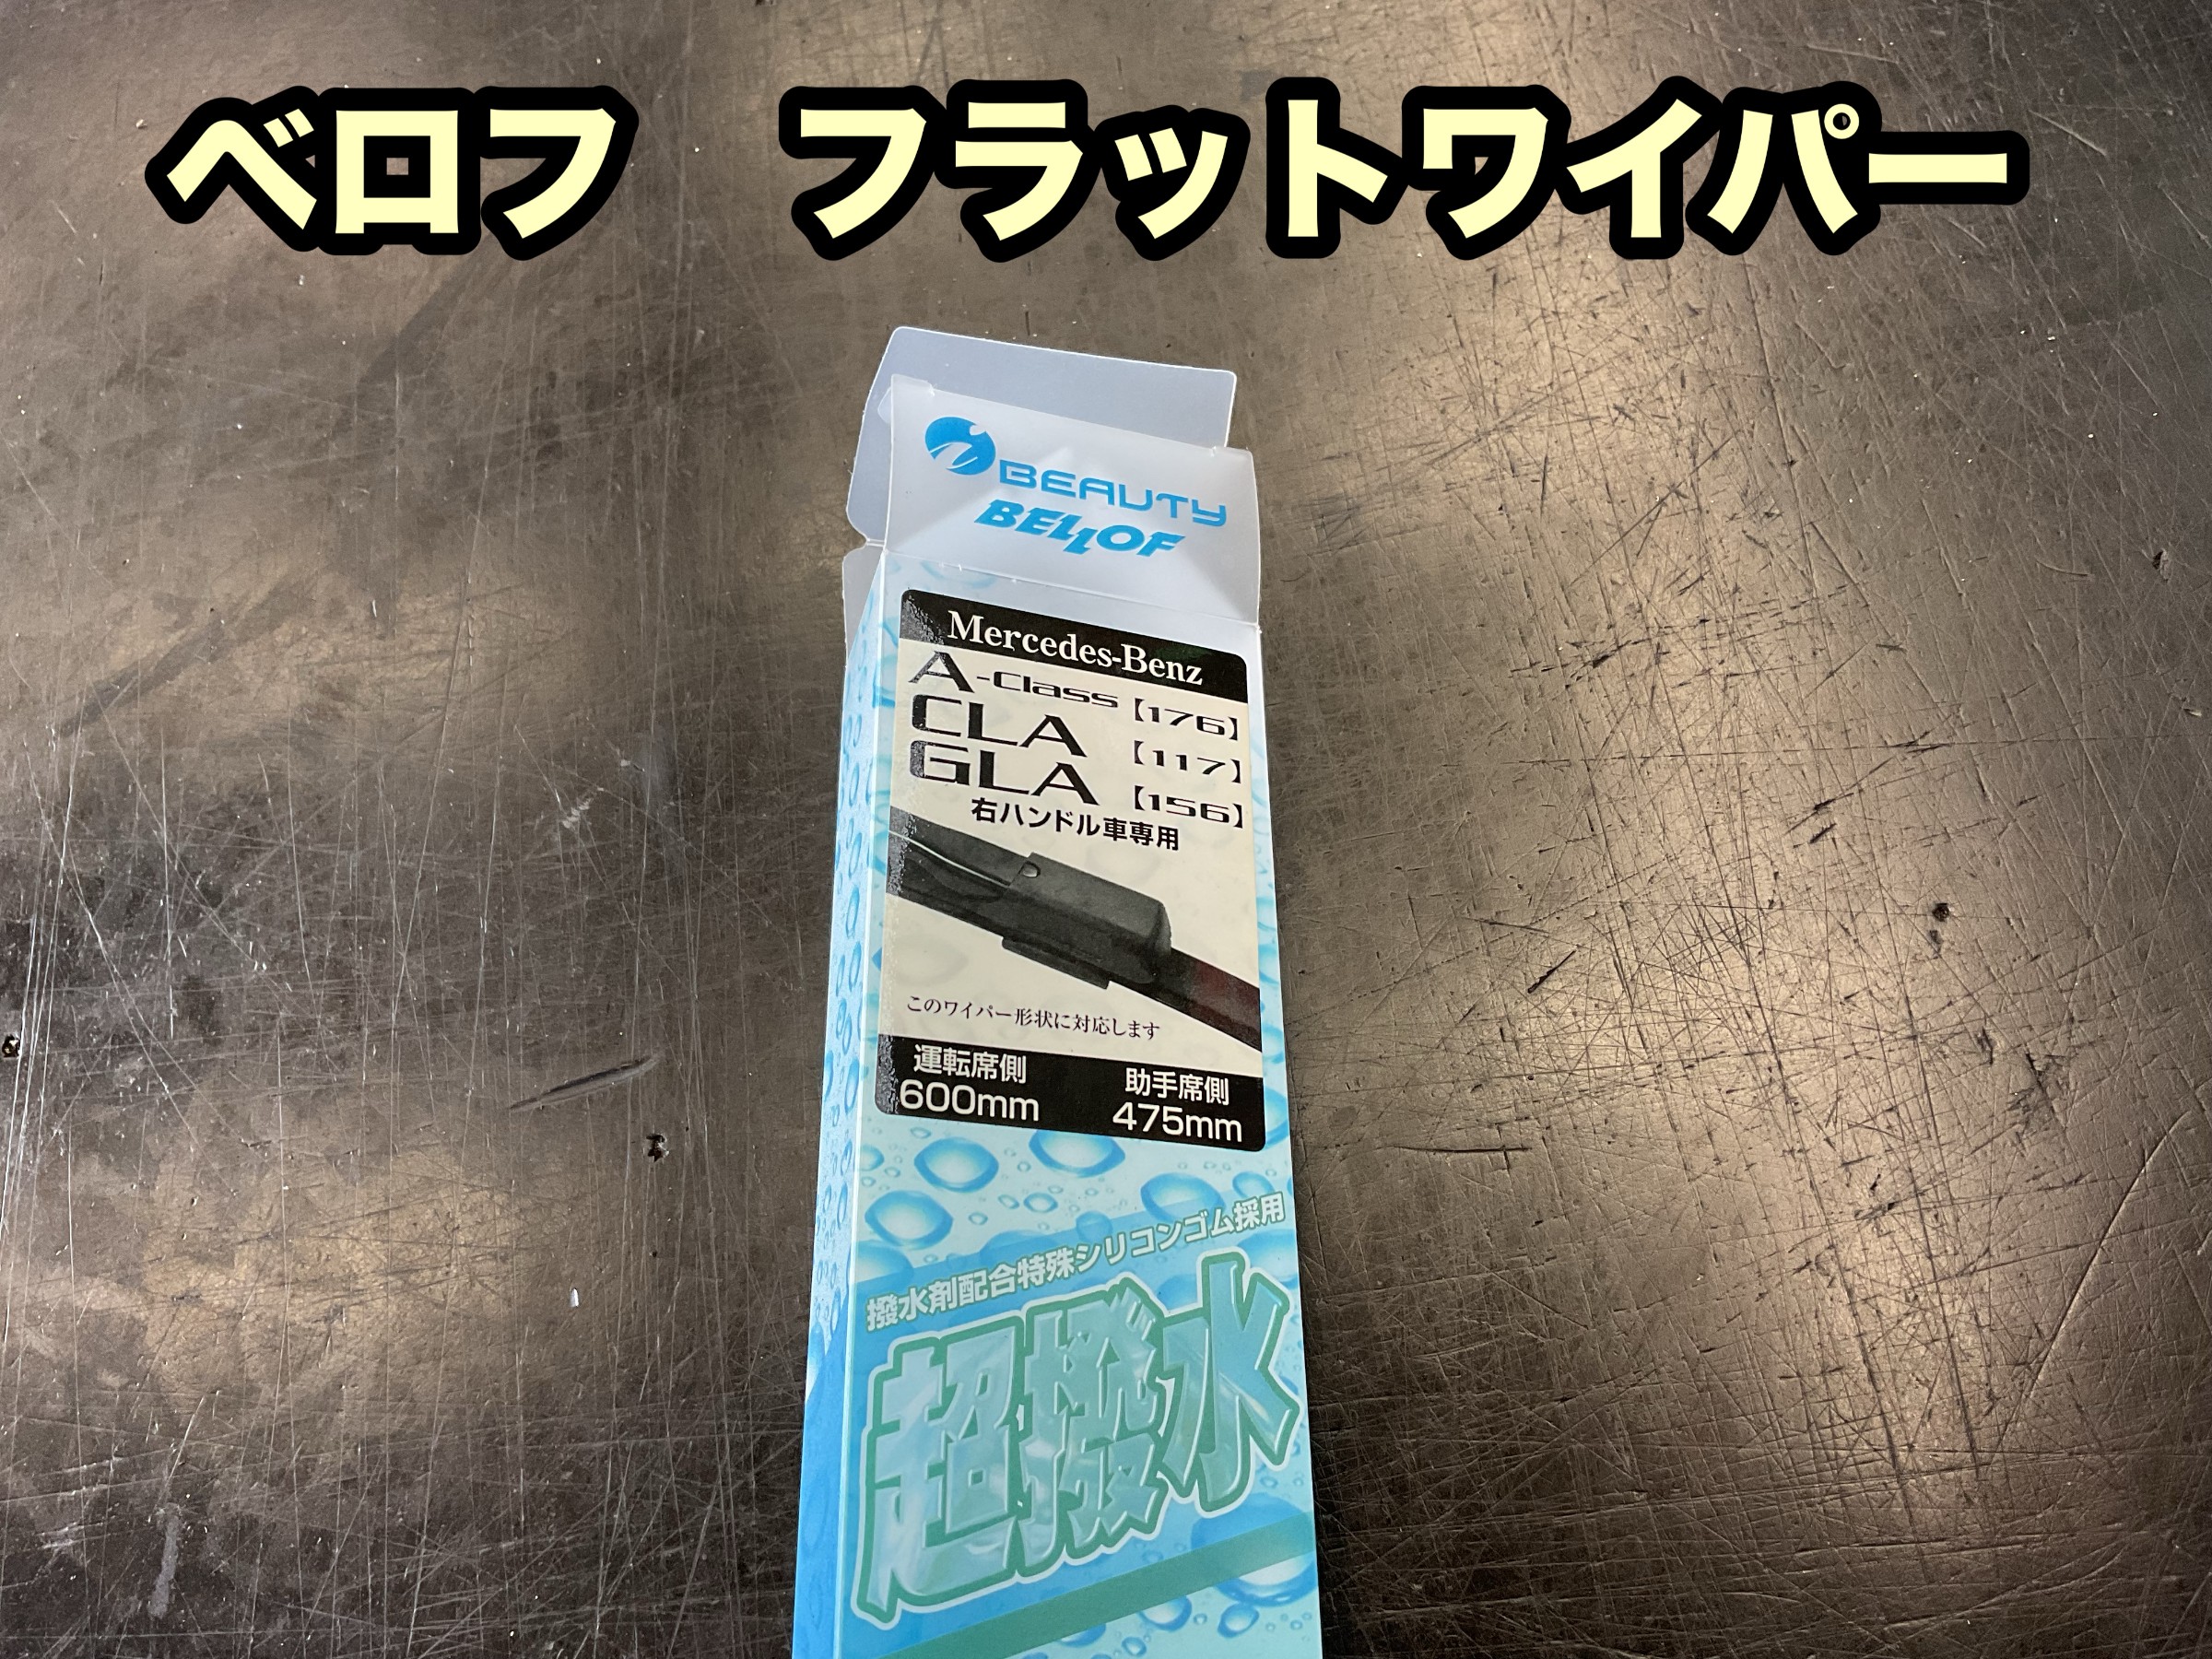 ベロフ　フラットワイパー
i BEAUTY
BELLOF
Mercedes-Benz
A-Class【176】
CLA【117】
GLA【156】
右ハンドル車専用
このワイパー形状に対応します
運転席側 助手席側
600mm 475mm
撥水剤配合特殊シリコンゴム採用
超撥水